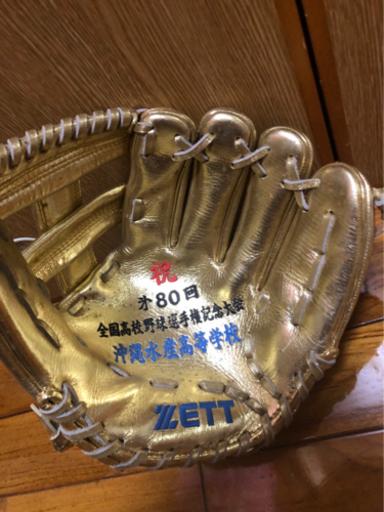 祝
第80回
全国高校野球選手権記念大会
沖縄水産高等学校
ZETT